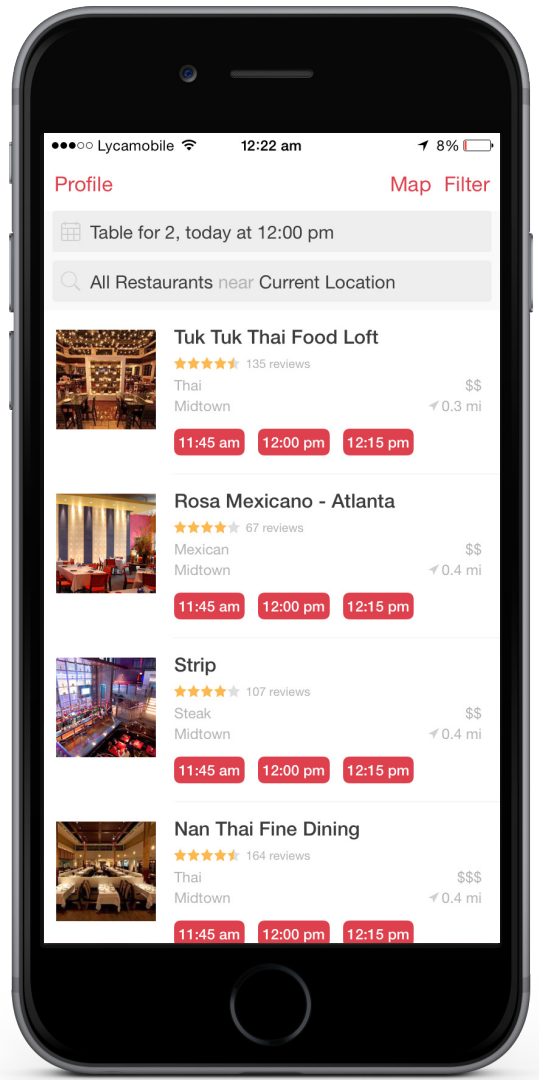 Lycamobile 12:22 am 8%
Profile Map Filter
Table for 2, today at 12:00 pm
All Restaurants near Current Location
Tuk Tuk Thai Food Loft
135 reviews
Thai $$
Midtown 0.3 mi
11:45 am 12:00 pm 12:15 pm
Rosa Mexicano - Atlanta
67 reviews
Mexican $$
Midtown 0.4 mi
11:45 am 12:00 pm 12:15 pm
Strip
107 reviews
Steak $$
Midtown 0.4 mi
11:45 am 12:00 pm 12:15 pm
Nan Thai Fine Dining
164 reviews
Thai $$$
Midtown 0.4 mi
11:45 am 12:00 pm 12:15 pm